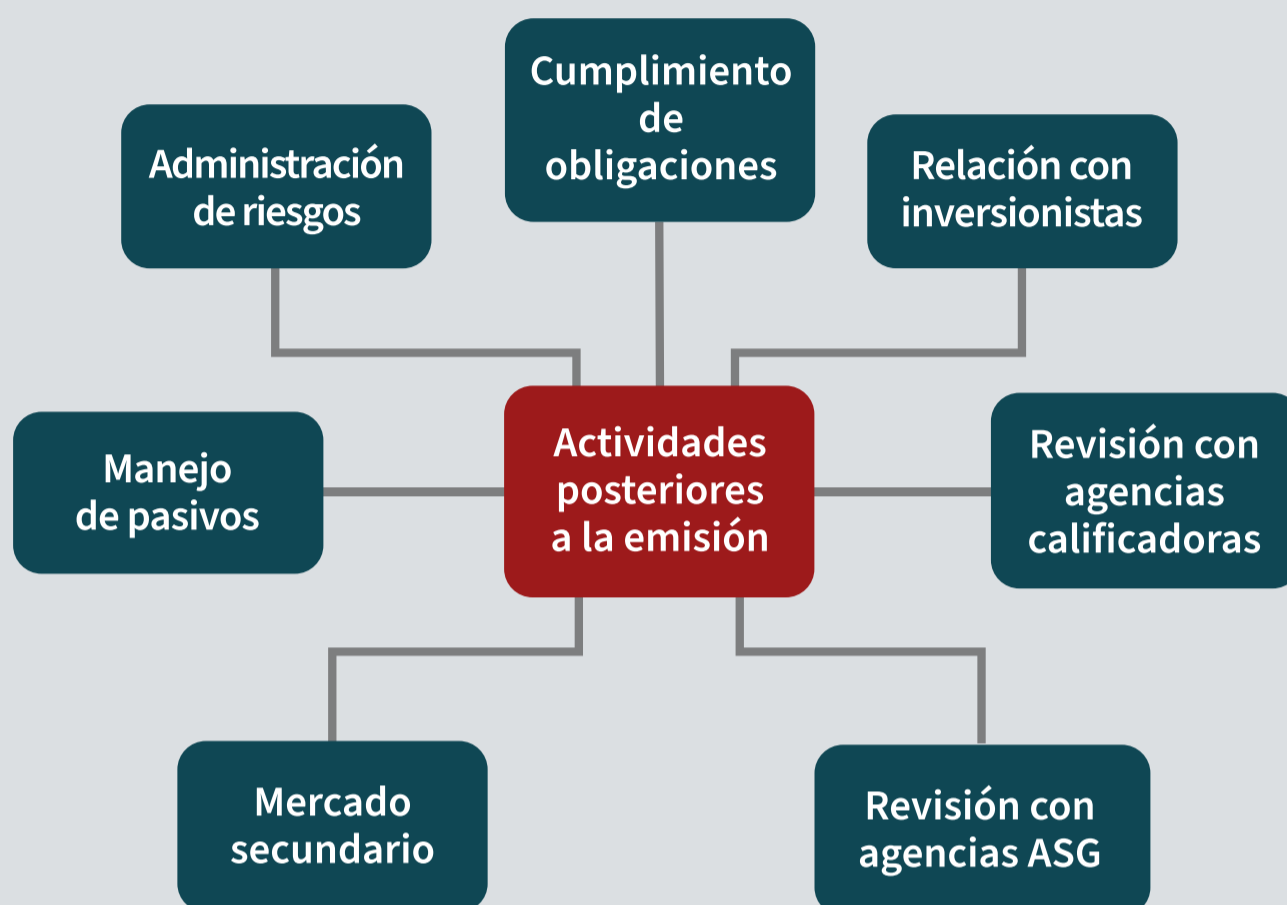 Cumplimiento
de
obligaciones
Administración
de riesgos
Relación con
inversionistas
Actividades
posteriores
a la emisión
Manejo
de pasivos
Revisión con
agencias
calificadoras
Mercado
secundario
Revisión con
agencias ASG